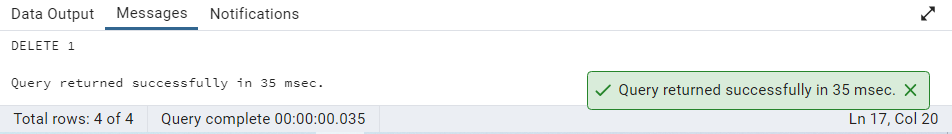 Data Output Messages Notifications
DELETE 1
Query returned successfully in 35 msec.
Query returned successfully in 35 msec.
Total rows: 4 of 4 Query complete 00:00:00.035 Ln 17, Col 20